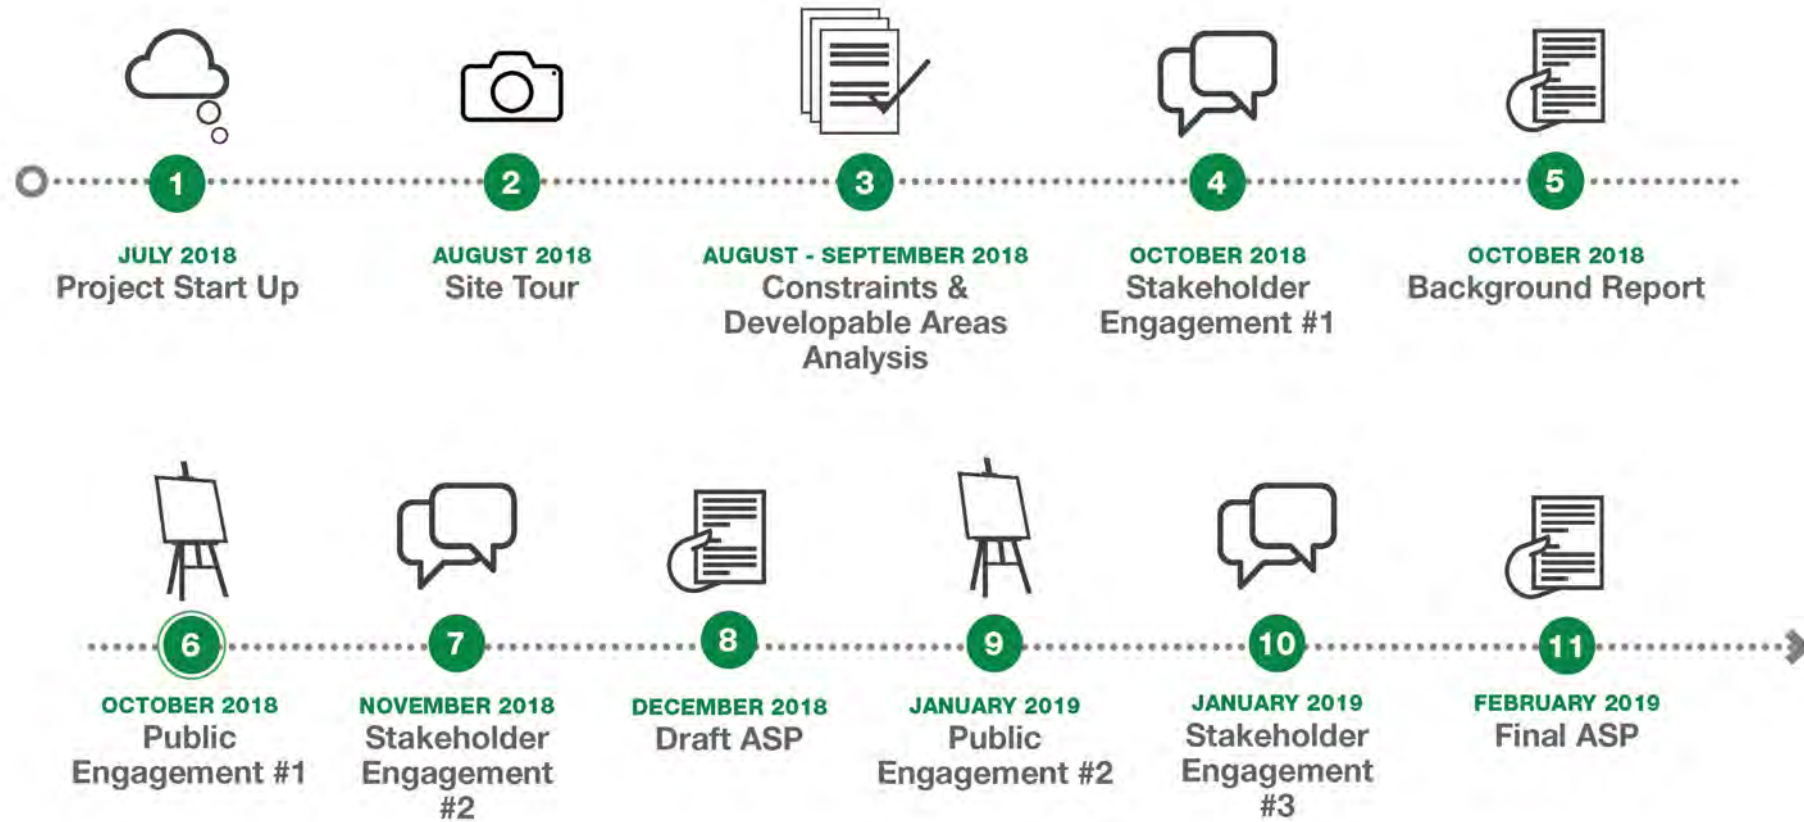 1
2
3
4
5
JULY 2018
Project Start Up
AUGUST 2018
Site Tour
AUGUST - SEPTEMBER 2018
Constraints &
Developable Areas
Analysis
OCTOBER 2018
Stakeholder
Engagement #1
OCTOBER 2018
Background Report
6
7
8
9
10
11
OCTOBER 2018
Public
Engagement #1
NOVEMBER 2018
Stakeholder
Engagement
#2
DECEMBER 2018
Draft ASP
JANUARY 2019
Public
Engagement #2
JANUARY 2019
Stakeholder
Engagement
#3
FEBRUARY 2019
Final ASP